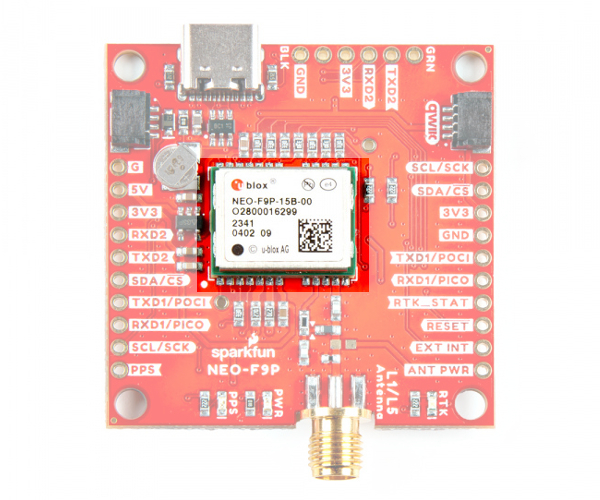 BLK
GND
3V3
RXD2
TXD2
GRN
QWIIC
G
5V
3V3
RXD2
TXD2
SDA/CS
TXD1/POCI
RXD1/PICO
SCL/SCK
PPS
ublox®
NEO-F9P-15B-00
O2800016299
2341
0402 09
© u-blox AG
SCL/SCK
SDA/CS
3V3
GND
TXD1/POCI
RXD1/PICO
RTK_STAT
RESET
EXT INT
ANT PWR
sparkfun
NEO-F9P
PPS
PWR
L1/L5
Antenna
RTK